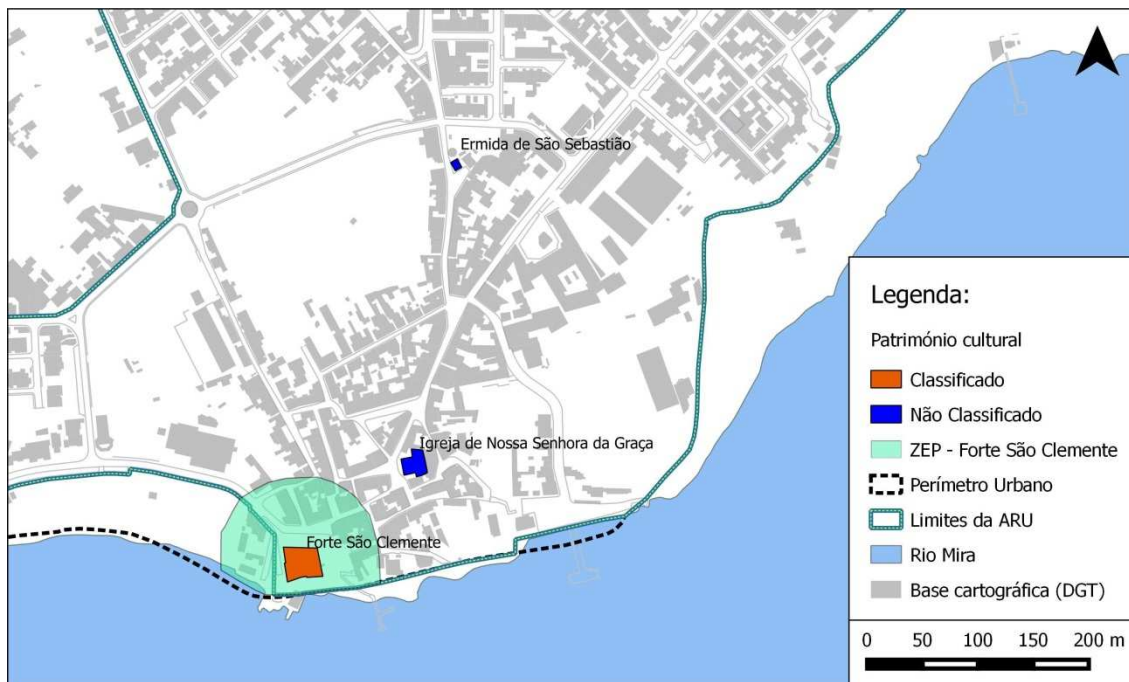 Ermida de São Sebastião
Igreja de Nossa Senhora da Graça
Forte São Clemente
Legenda:
Património cultural
Classificado
Não Classificado
ZEP - Forte São Clemente
Perímetro Urbano
Limites da ARU
Rio Mira
Base cartográfica (DGT)
0 50 100 150 200 m